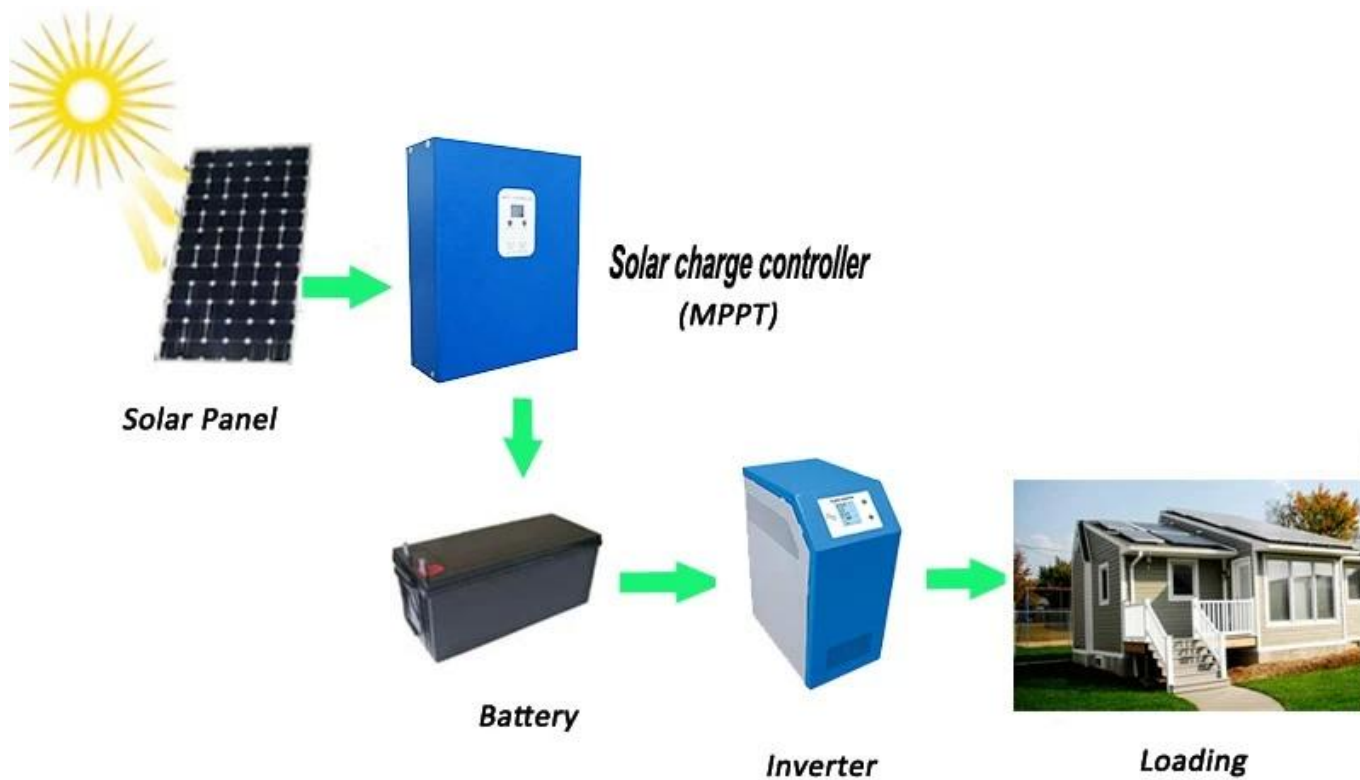 Solar charge controller
(MPPT)
Solar Panel
Battery
Inverter
Loading